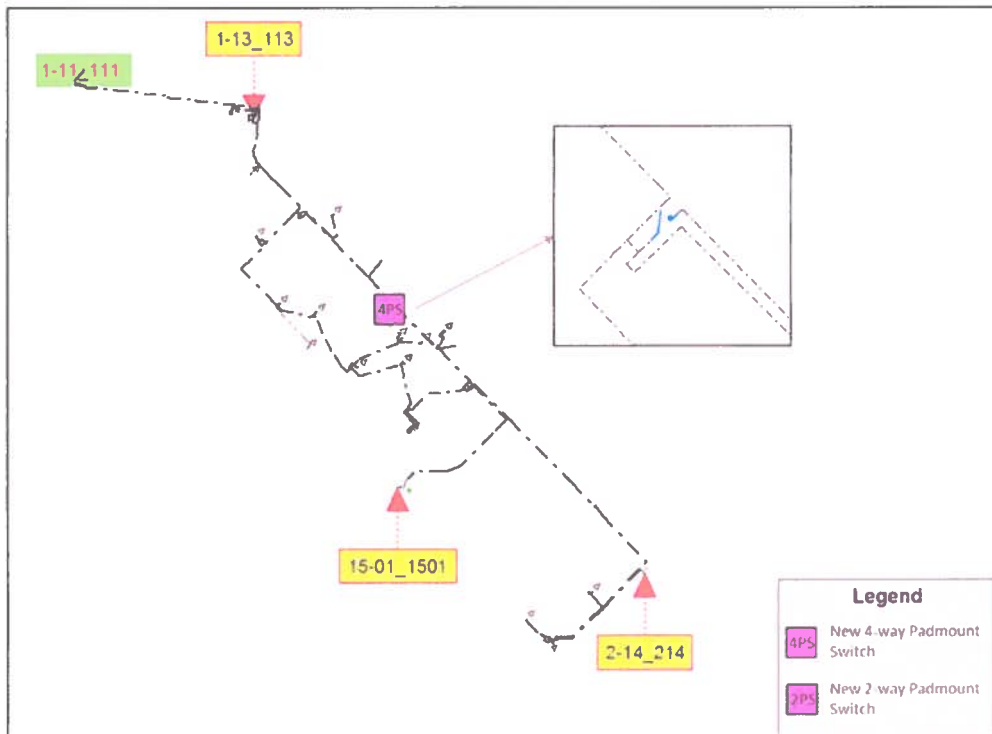 1-13_113
1-11_111
4PS
15-01_1501
2-14_214
Legend
4PS
New 4-way Padmount
Switch
2PS
New 2-way Padmount
Switch